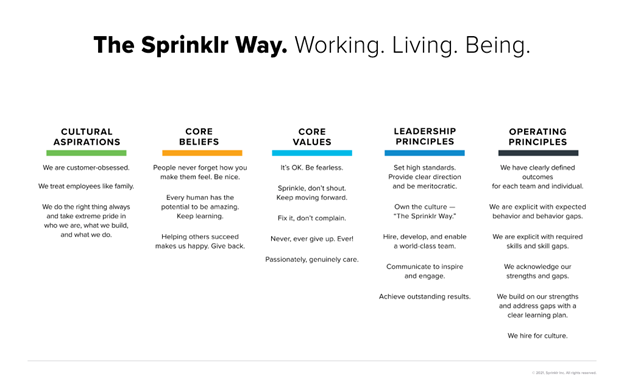 The Sprinklr Way. Working. Living. Being.
CULTURAL
ASPIRATIONS
We are customer-obsessed.
We treat employees like family.
We do the right thing always
and take extreme pride in
who we are, what we build,
and what we do.
CORE
BELIEFS
People never forget how you
make them feel. Be nice.
Every human has the
potential to be amazing.
Keep learning.
Helping others succeed
makes us happy. Give back.
CORE
VALUES
It's OK. Be fearless.
Sprinkle, don't shout.
Keep moving forward.
Fix it, don't complain.
Never, ever give up. Ever!
Passionately, genuinely care.
LEADERSHIP
PRINCIPLES
Set high standards.
Provide clear direction
and be meritocratic.
Own the culture —
"The Sprinklr Way."
Hire, develop, and enable
a world-class team.
Communicate to inspire
and engage.
Achieve outstanding results.
OPERATING
PRINCIPLES
We have clearly defined
outcomes
for each team and individual.
We are explicit with expected
behavior and behavior gaps.
We are explicit with required
skills and skill gaps.
We acknowledge our
strengths and gaps.
We build on our strengths
and address gaps with a
clear learning plan.
We hire for culture.
© 2021, Sprinklr Inc. All rights reserved.